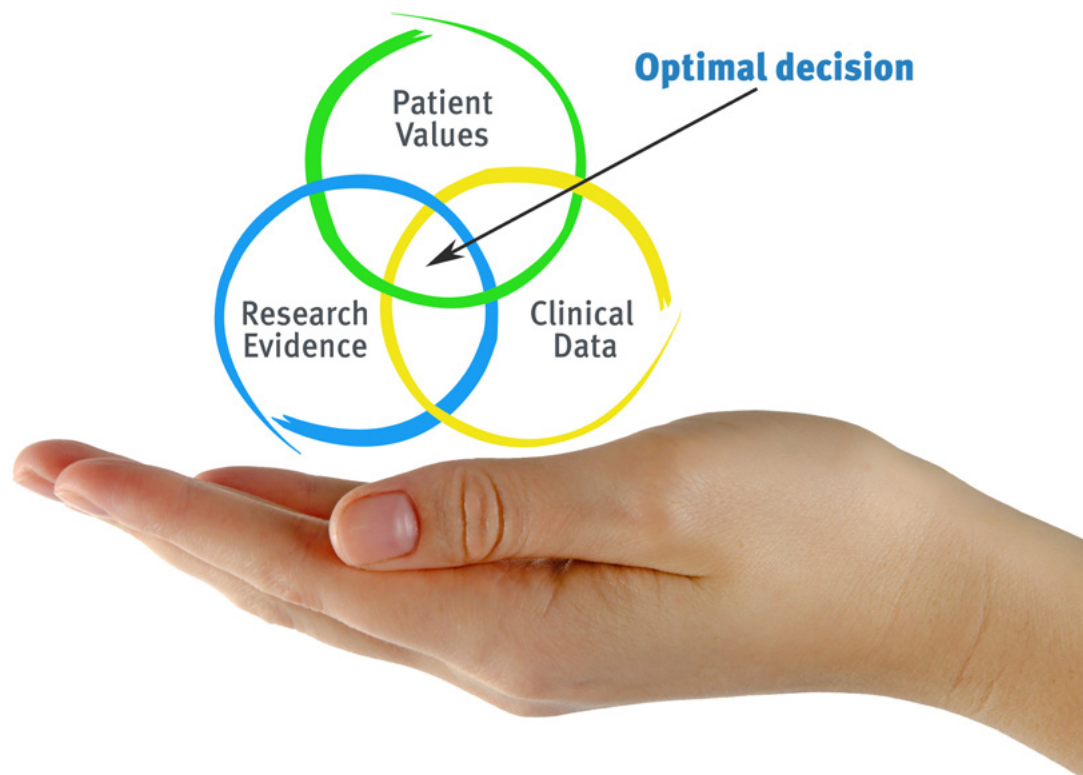 Optimal decision
Patient
Values
Research
Evidence
Clinical
Data